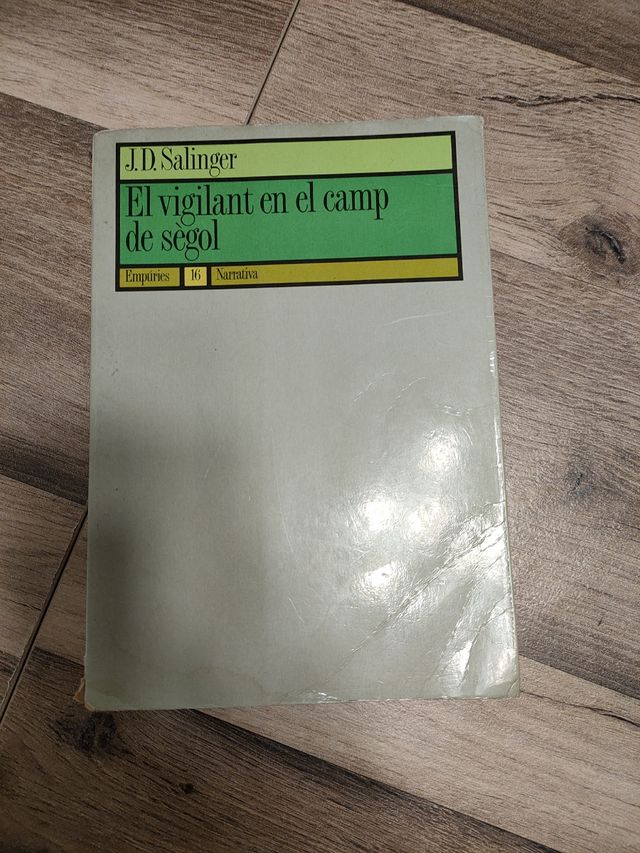 J.D. Salinger
El vigilant en el camp
de sègol
Empúries 16 Narrativa